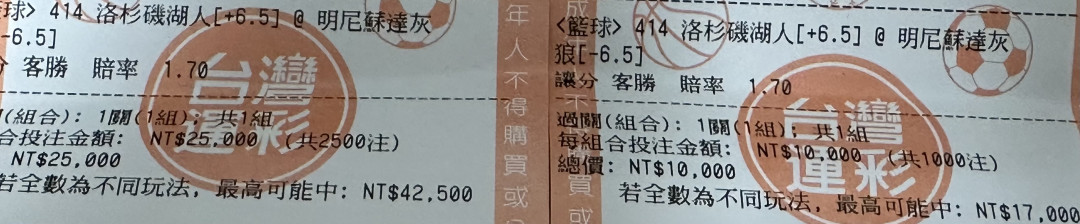 球> 414 洛杉磯湖人[+6.5] @ 明尼蘇達灰
-6.5]
客勝 賠率 1.70
(組合): 1關(1組); 共1組
合投注金額: NT$25,000 (共2500注)
NT$25,000
若全數為不同玩法, 最高可能中: NT$42,500
台灣
運彩
年人不得購買或
成
不
買或
<籃球> 414 洛杉磯湖人[+6.5] @ 明尼蘇達灰
狼[-6.5]
讓分 客勝 賠率 1.70
過關(組合): 1關(1組); 共1組
每組合投注金額: NT$10,000 (共1000注)
總價: NT$10,000
若全數為不同玩法, 最高可能中: NT$17,000
台灣
運彩